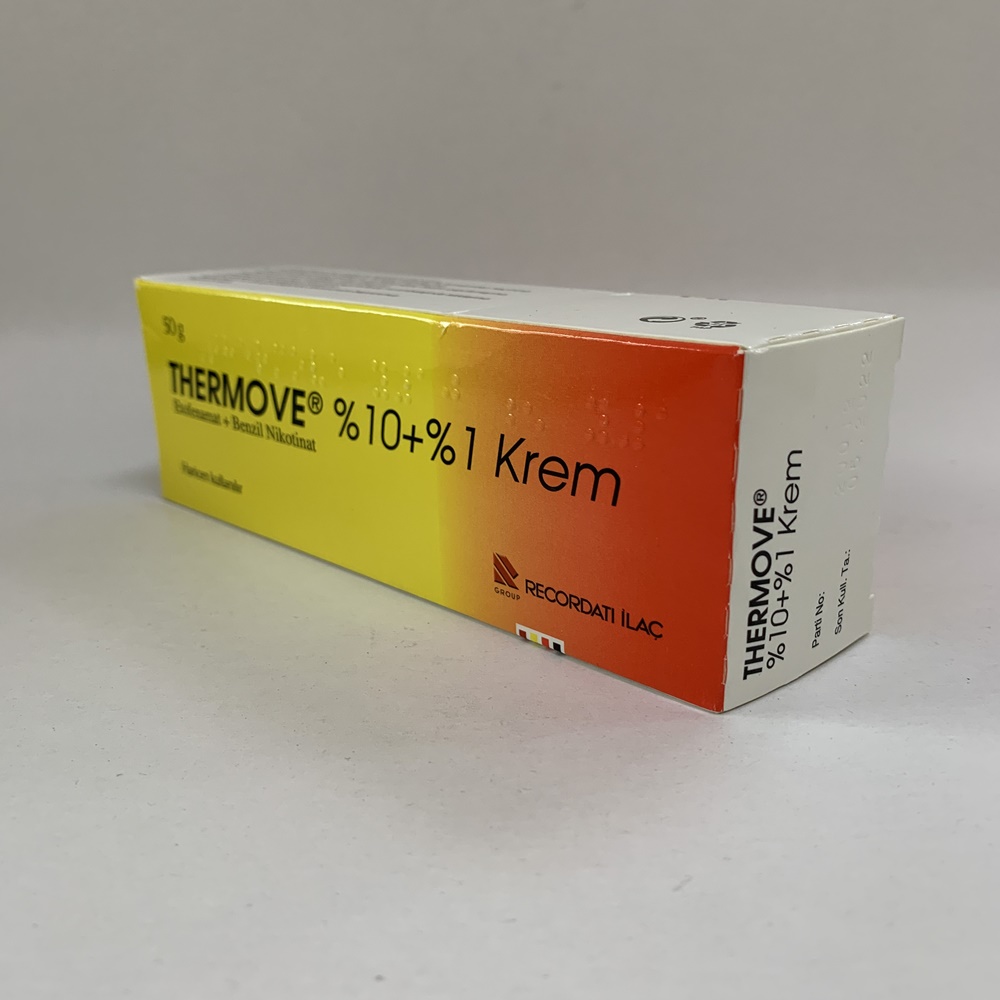 50 g
THERMOVE® %10+%1 Krem
Etofenamat + Benzil Nikotinat
Haricen kullanılır
GROUP
RECORDATI İLAÇ
THERMOVE®
%10+%1 Krem
Parti No:
Son Kull. Ta.: